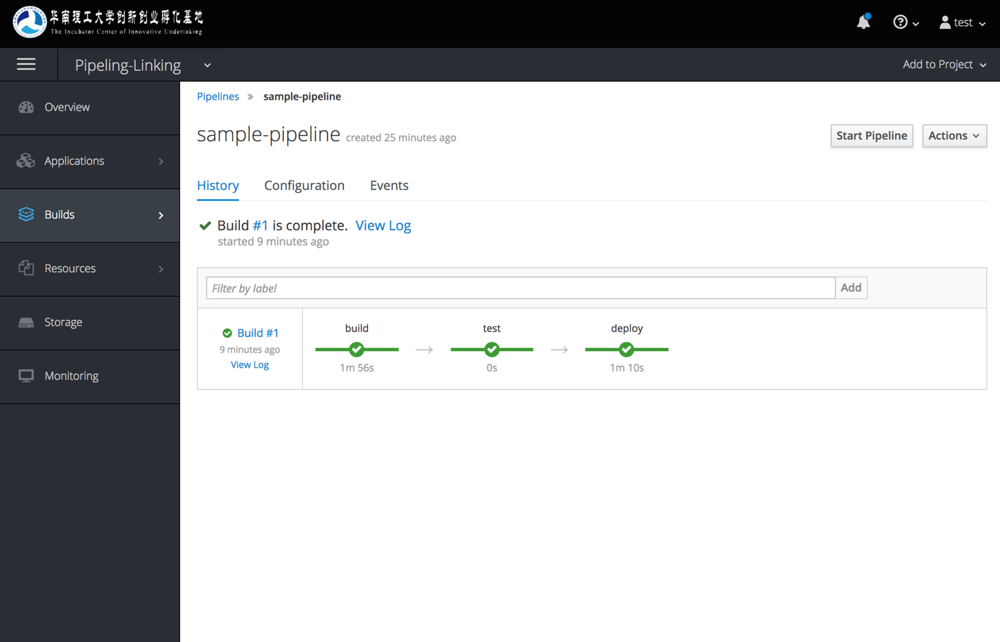 华南理工大学创新创业孵化基地
The Incubator Center of Innovative Undertaking
test
Pipeling-Linking
Add to Project
Overview
Applications
Builds
Resources
Storage
Monitoring
Pipelines » sample-pipeline
sample-pipeline created 25 minutes ago
Start Pipeline
Actions
History Configuration Events
Build #1 is complete. View Log
started 9 minutes ago
Filter by label
Add
Build #1
9 minutes ago
View Log
build
1m 56s
test
0s
deploy
1m 10s